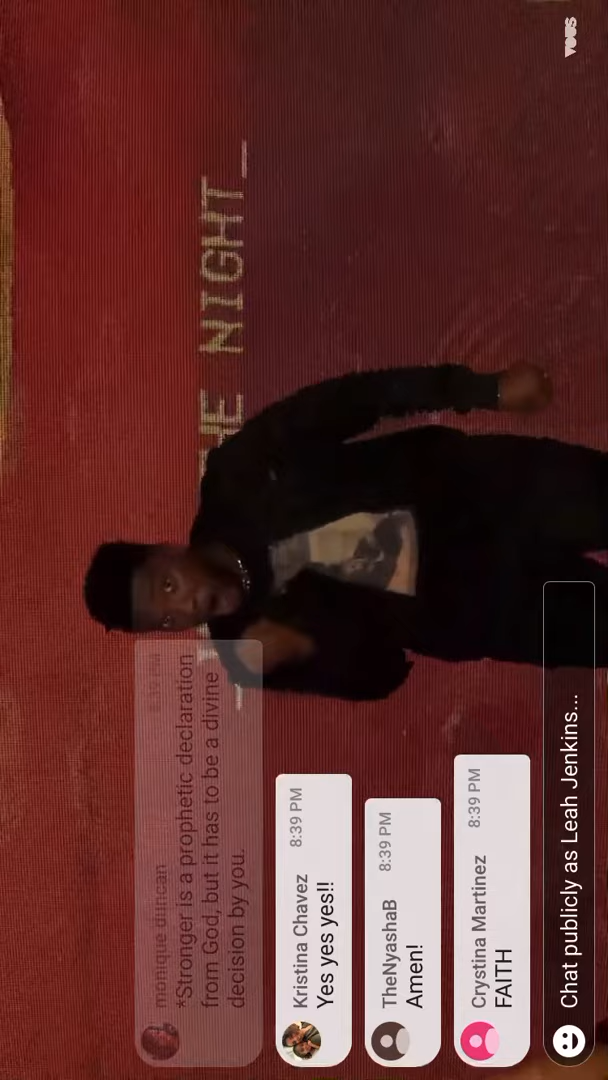 VOUS
THE NIGHT_
monique duncan 8:39 PM
*Stronger is a prophetic declaration
from God, but it has to be a divine
decision by you.
Kristina Chavez 8:39 PM
Yes yes yes!!
TheNyashaB 8:39 PM
Amen!
Crystina Martinez 8:39 PM
FAITH
Chat publicly as Leah Jenkins...